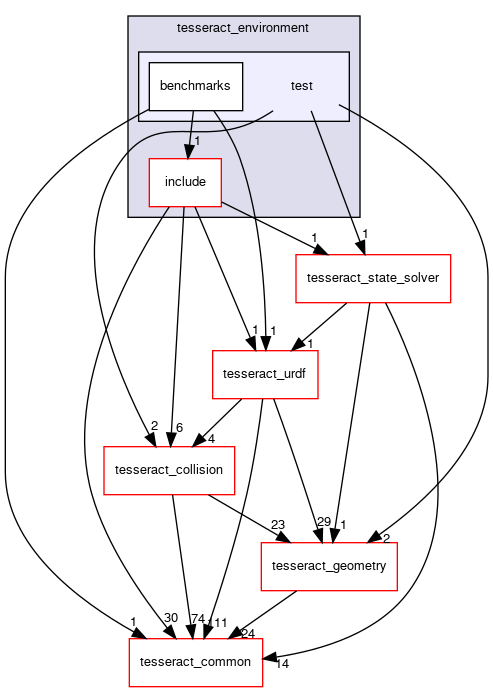 tesseract_environment
benchmarks
test
1
include
1
1
tesseract_state_solver
1
1
1
tesseract_urdf
2
6
4
tesseract_collision
23
29
1
2
tesseract_geometry
1
30
74
111
24
14
tesseract_common